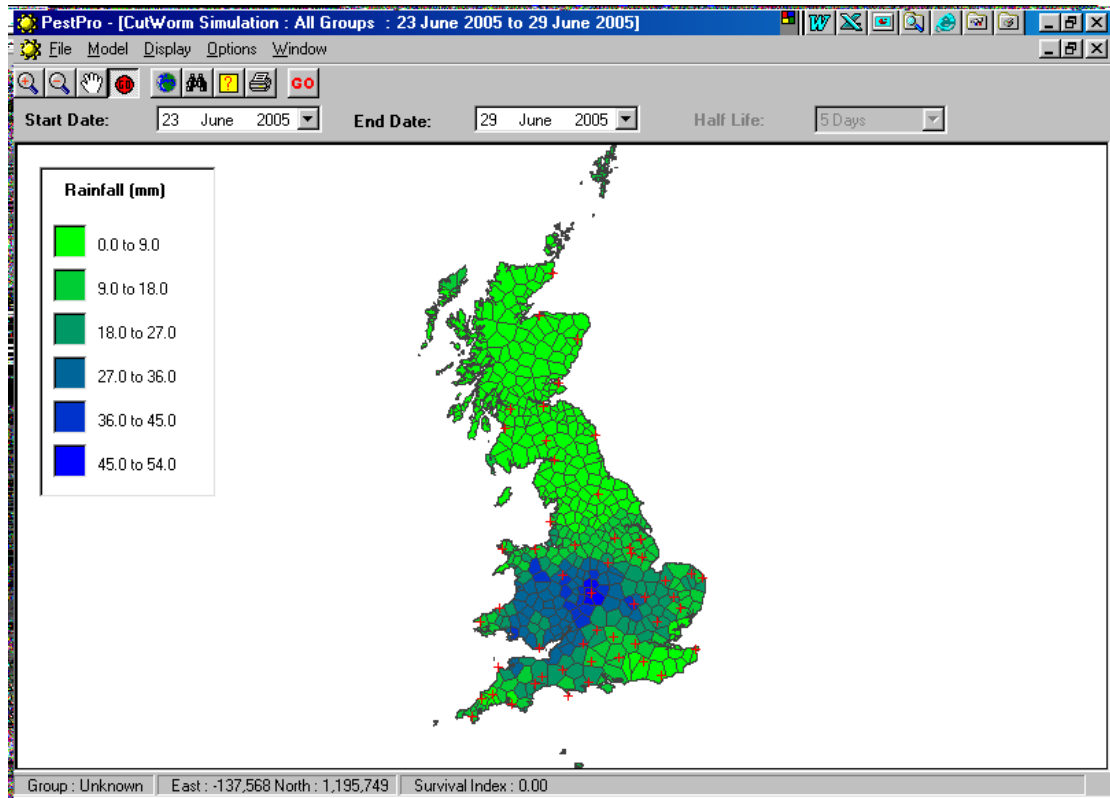 PestPro - [CutWorm Simulation : All Groups : 23 June 2005 to 29 June 2005]
File Model Display Options Window
GO
Start Date: 23 June 2005 End Date: 29 June 2005 Half Life: 5 Days
Rainfall (mm)
0.0 to 9.0
9.0 to 18.0
18.0 to 27.0
27.0 to 36.0
36.0 to 45.0
45.0 to 54.0
Group : Unknown East : -137,568 North : 1,195,749 Survival Index : 0.00